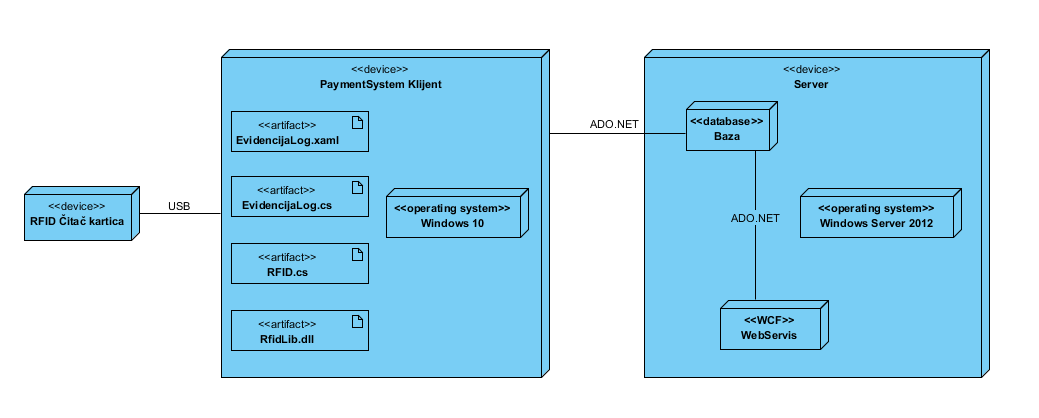 <<device>>
RFID Čitač kartica
USB
<<device>>
PaymentSystem Klijent
<<artifact>>
EvidencijaLog.xaml
<<artifact>>
EvidencijaLog.cs
<<artifact>>
RFID.cs
<<artifact>>
RfidLib.dll
<<operating system>>
Windows 10
ADO.NET
<<device>>
Server
<<database>>
Baza
ADO.NET
<<operating system>>
Windows Server 2012
<<WCF>>
WebServis